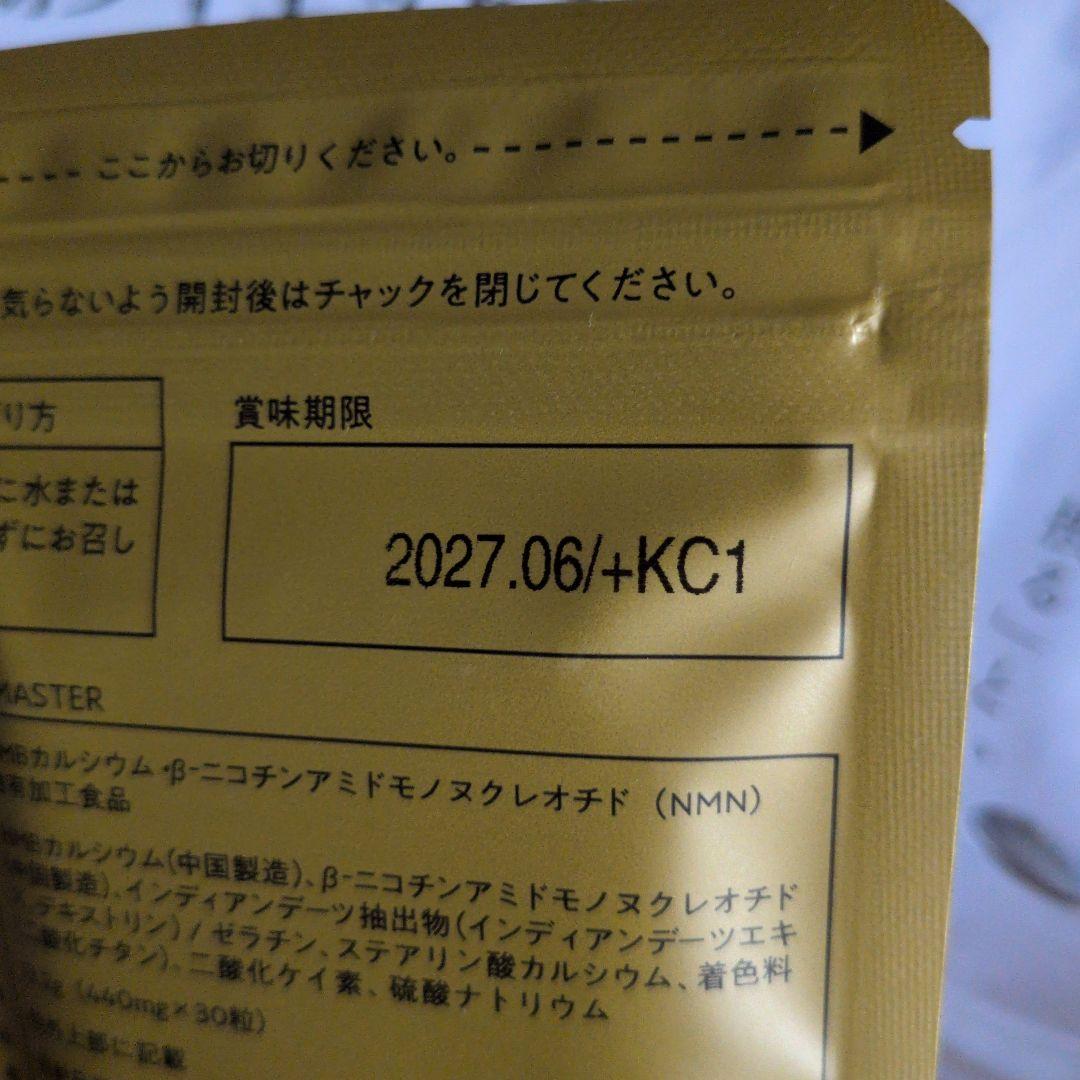 ここからお切りください。
気らないよう開封後はチャックを閉じてください。
り方
に水または
ずにお召し
賞味期限
2027.06/+KC1
MASTER
MBカルシウム・β-ニコチンアミドモノヌクレオチド（NMN）
有加工食品
MBカルシウム(中国製造)、β-ニコチンアミドモノヌクレオチド
国製造)、インディアンデーツ抽出物(インディアンデーツエキ
デキストリン) / ゼラチン、ステアリン酸カルシウム、着色料
二酸化チタン)、二酸化ケイ素、硫酸ナトリウム
(440mg×30粒)
上部に記載